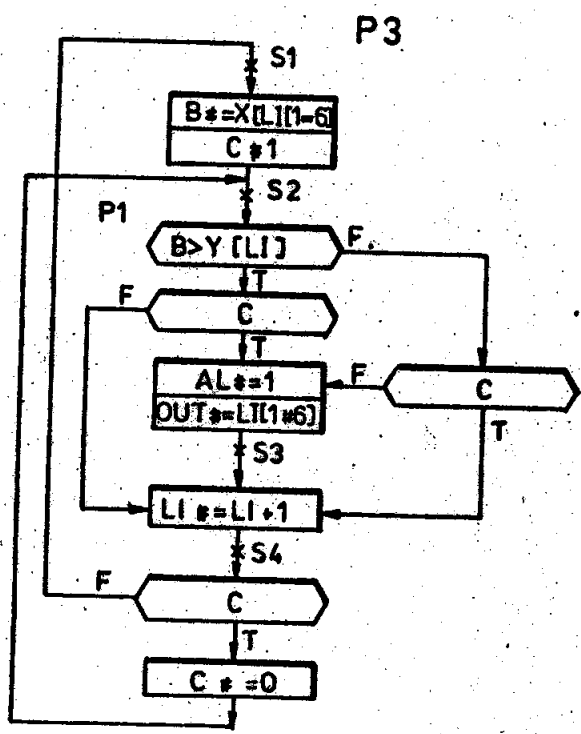 P3
S1
B*=X[LI][1-6]
C*1
S2
P1
B>Y[LI]
F.
T
F
C
T
AL*=1
F
C
OUT*=LI[1*6]
T
S3
LI*=LI+1
S4
F
C
T
C*=0